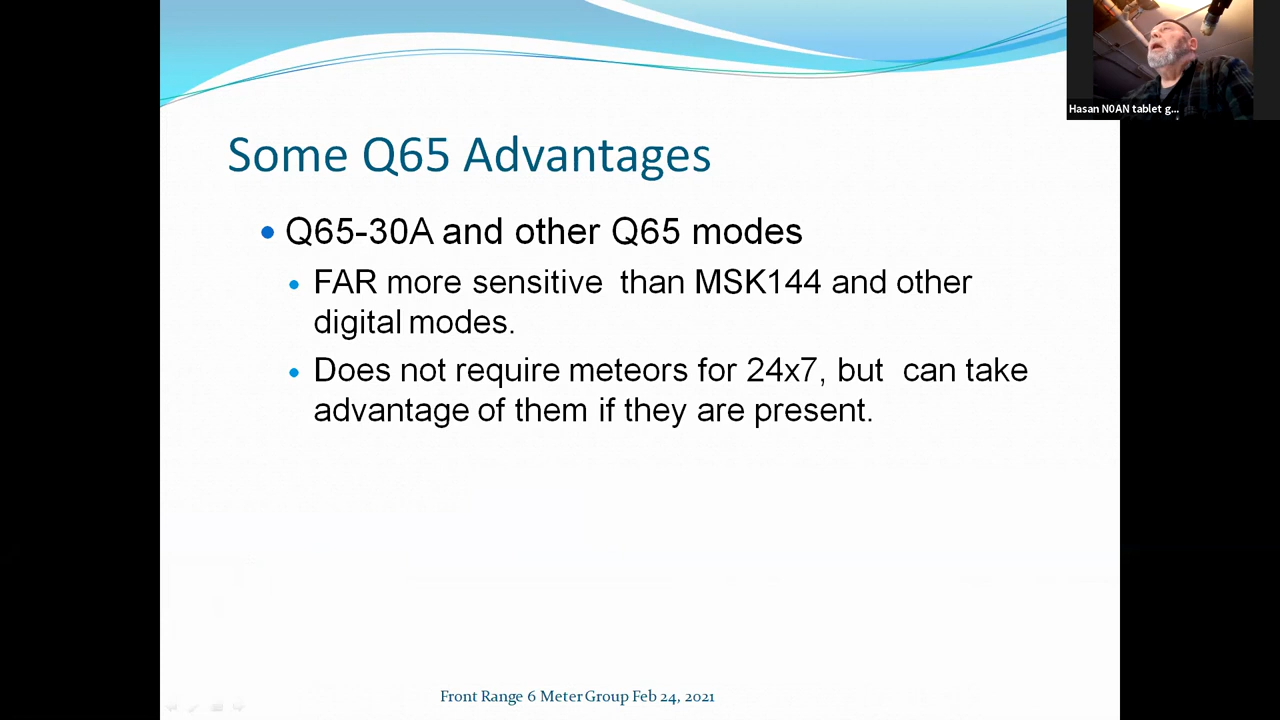 Hasan N0AN tablet g...
Some Q65 Advantages
Q65-30A and other Q65 modes
FAR more sensitive than MSK144 and other
digital modes.
Does not require meteors for 24x7, but can take
advantage of them if they are present.
Front Range 6 Meter Group Feb 24, 2021